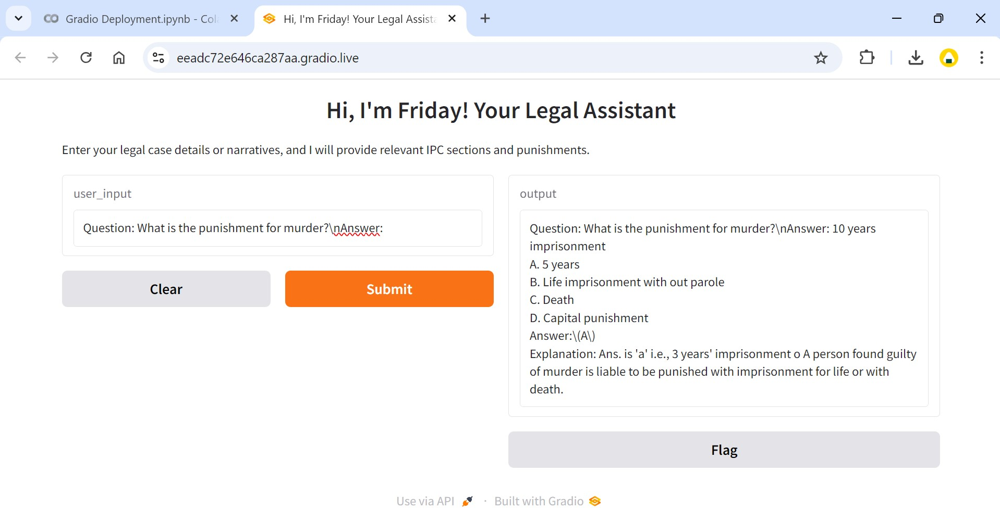 Gradio Deployment.ipynb - Col
Hi, I'm Friday! Your Legal Assista
eeadc72e646ca287aa.gradio.live
Hi, I'm Friday! Your Legal Assistant
Enter your legal case details or narratives, and I will provide relevant IPC sections and punishments.
user_input
Question: What is the punishment for murder?\nAnswer:
Clear
Submit
output
Question: What is the punishment for murder?\nAnswer: 10 years
imprisonment
A. 5 years
B. Life imprisonment with out parole
C. Death
D. Capital punishment
Answer:\(A\)
Explanation: Ans. is 'a' i.e., 3 years' imprisonment o A person found guilty
of murder is liable to be punished with imprisonment for life or with
death.
Flag
Use via API · Built with Gradio